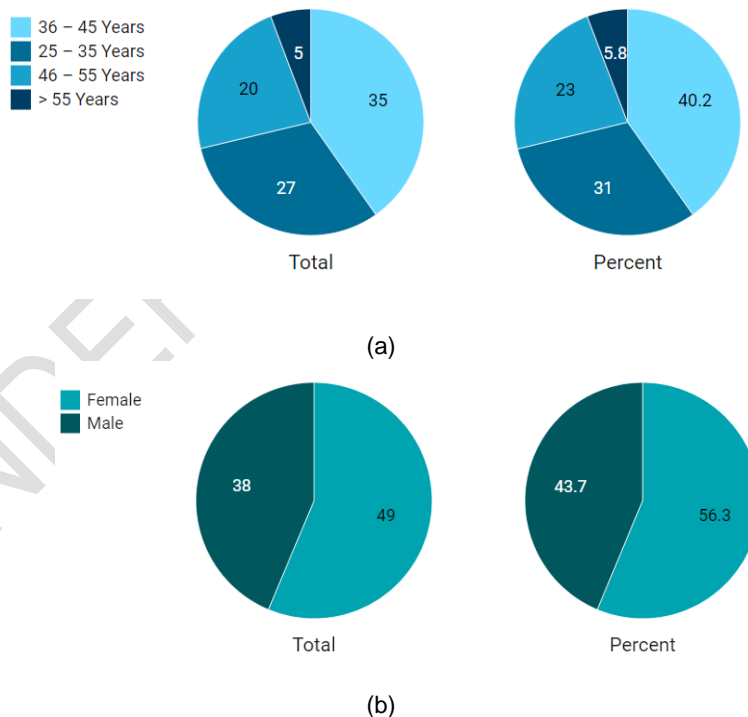 36 – 45 Years
25 – 35 Years
46 – 55 Years
> 55 Years
5
20
35
27
Total
5.8
23
40.2
31
Percent
(a)
Female
Male
38
49
Total
43.7
56.3
Percent
(b)